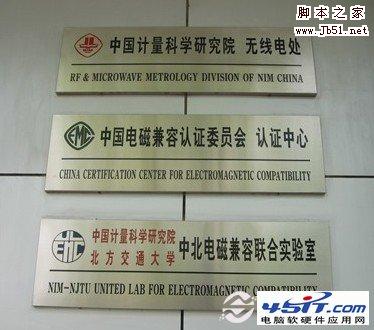 脚本之家
www.Jb51.net
中国计量科学研究院 无线电处
RF & MICROWAVE METROLOGY DIVISION OF NIM CHINA
EMC
中国电磁兼容认证委员会 认证中心
CHINA CERTIFICATION CENTER FOR ELECTROMAGNETIC COMPATIBILITY
EMC
中国计量科学研究院
北方交通大学
中北电磁兼容联合实验室
NIM-NJTU UNITED LAB FOR ELECTROMAGNETIC COMPATIBILITY
45IT.com
电脑软硬件应用网